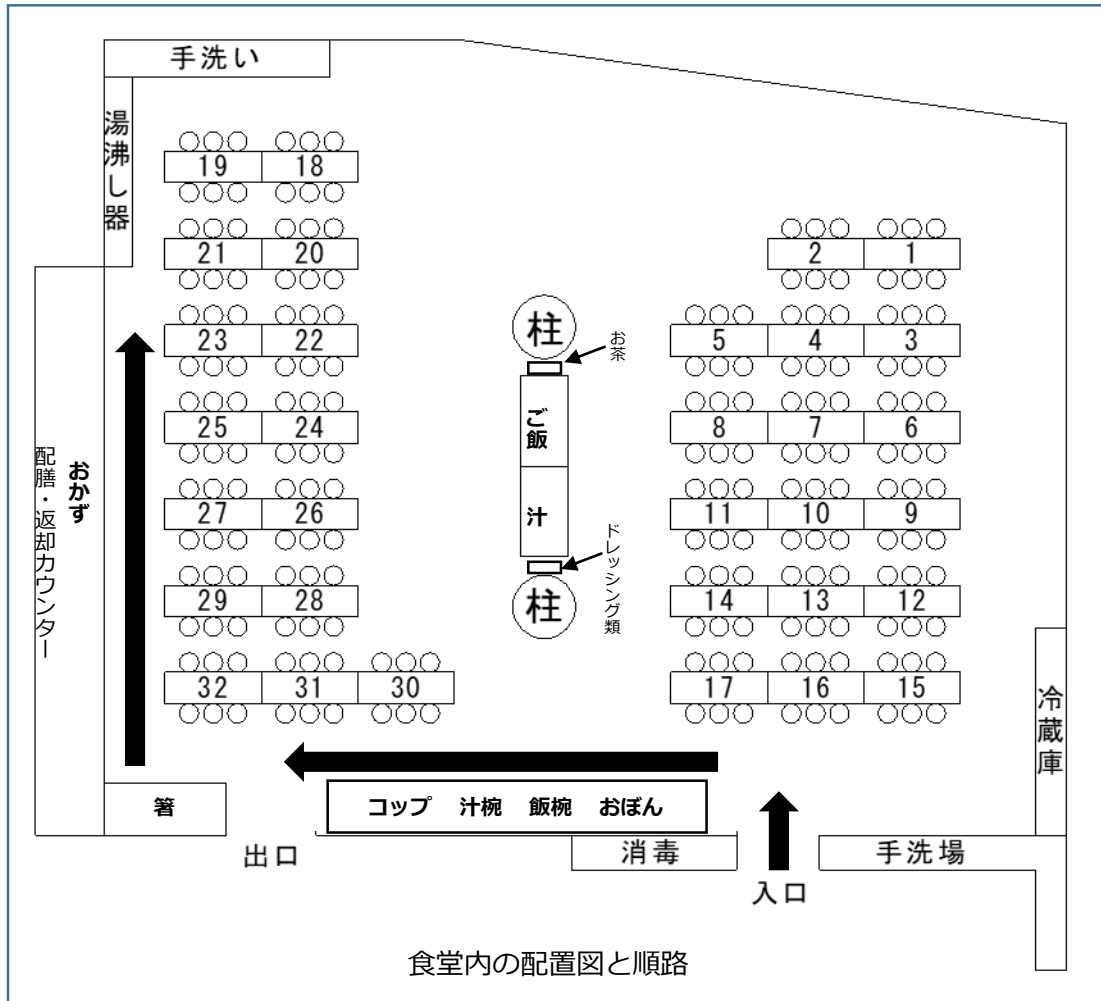 手洗い
湯沸し器
19 18
21 20
2 1
23 22
柱
お茶
5 4 3
ご飯
25 24
8 7 6
おかず
配膳・返却カウンター
27 26
汁
11 10 9
ドレッシング類
29 28
柱
14 13 12
32 31 30
17 16 15
冷蔵庫
箸
コップ 汁椀 飯椀 おぼん
出口
消毒
手洗場
入口
食堂内の配置図と順路